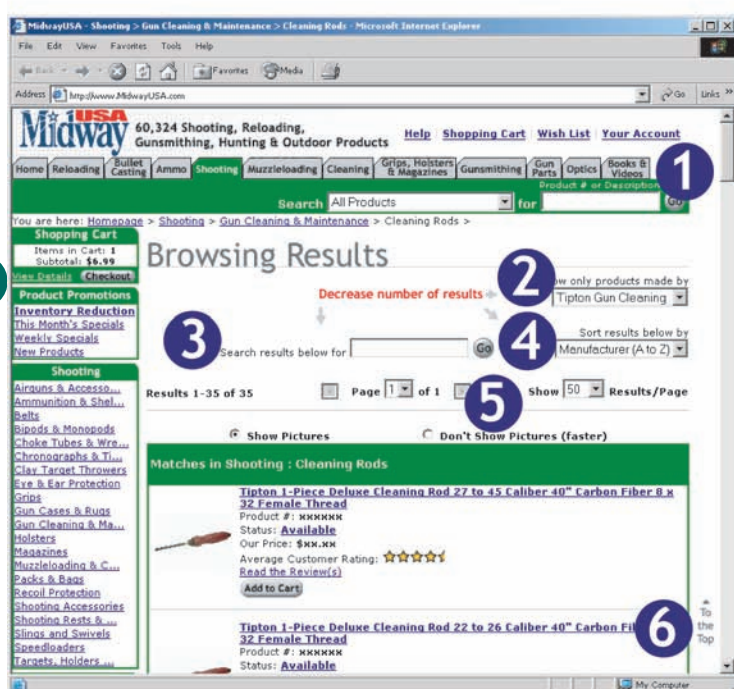 MidwayUSA - Shooting > Gun Cleaning & Maintenance > Cleaning Rods - Microsoft Internet Explorer
File Edit View Favorites Tools Help
Back Favorites Media
Address http://www.MidwayUSA.com Go Links »
Midway USA
60,324 Shooting, Reloading,
Gunsmithing, Hunting & Outdoor Products
Help Shopping Cart Wish List Your Account
Home Reloading Bullet Casting Ammo Shooting Muzzleloading Cleaning Grips, Holsters & Magazines Gunsmithing Gun Parts Optics Books & Videos
1
Product # or Description
Search All Products for Go
You are here: Homepage > Shooting > Gun Cleaning & Maintenance > Cleaning Rods >
Shopping Cart
Items in Cart: 1
Subtotal: $6.99
View Details Checkout
Product Promotions
Inventory Reduction
This Month's Specials
Weekly Specials
New Products
Shooting
Airguns & Accesso...
Ammunition & Shel...
Belts
Bipods & Monopods
Choke Tubes & Wre...
Chronographs & Ti...
Clay Target Throwers
Eye & Ear Protection
Grips
Gun Cases & Rugs
Gun Cleaning & Ma...
Holsters
Magazines
Muzzleloading & C...
Packs & Bags
Recoil Protection
Shooting Accessories
Shooting Rests & ...
Slings and Swivels
Speedloaders
Targets, Holders ...
Browsing Results
Decrease number of results
2
only products made by
Tipton Gun Cleaning
3
Search results below for Go
4
Sort results below by
Manufacturer (A to Z)
Results 1-35 of 35 Page 1 of 1
5
Show 50 Results/Page
Show Pictures Don't Show Pictures (faster)
Matches in Shooting : Cleaning Rods
Tipton 1-Piece Deluxe Cleaning Rod 27 to 45 Caliber 40" Carbon Fiber 8 x
32 Female Thread
Product #: xxxxxx
Status: Available
Our Price: $xx.xx
Average Customer Rating:
Read the Review(s)
Add to Cart
Tipton 1-Piece Deluxe Cleaning Rod 22 to 26 Caliber 40" Carbon
32 Female Thread
Product #: xxxxxx
Status: Available
6
To
the
Top
My Computer